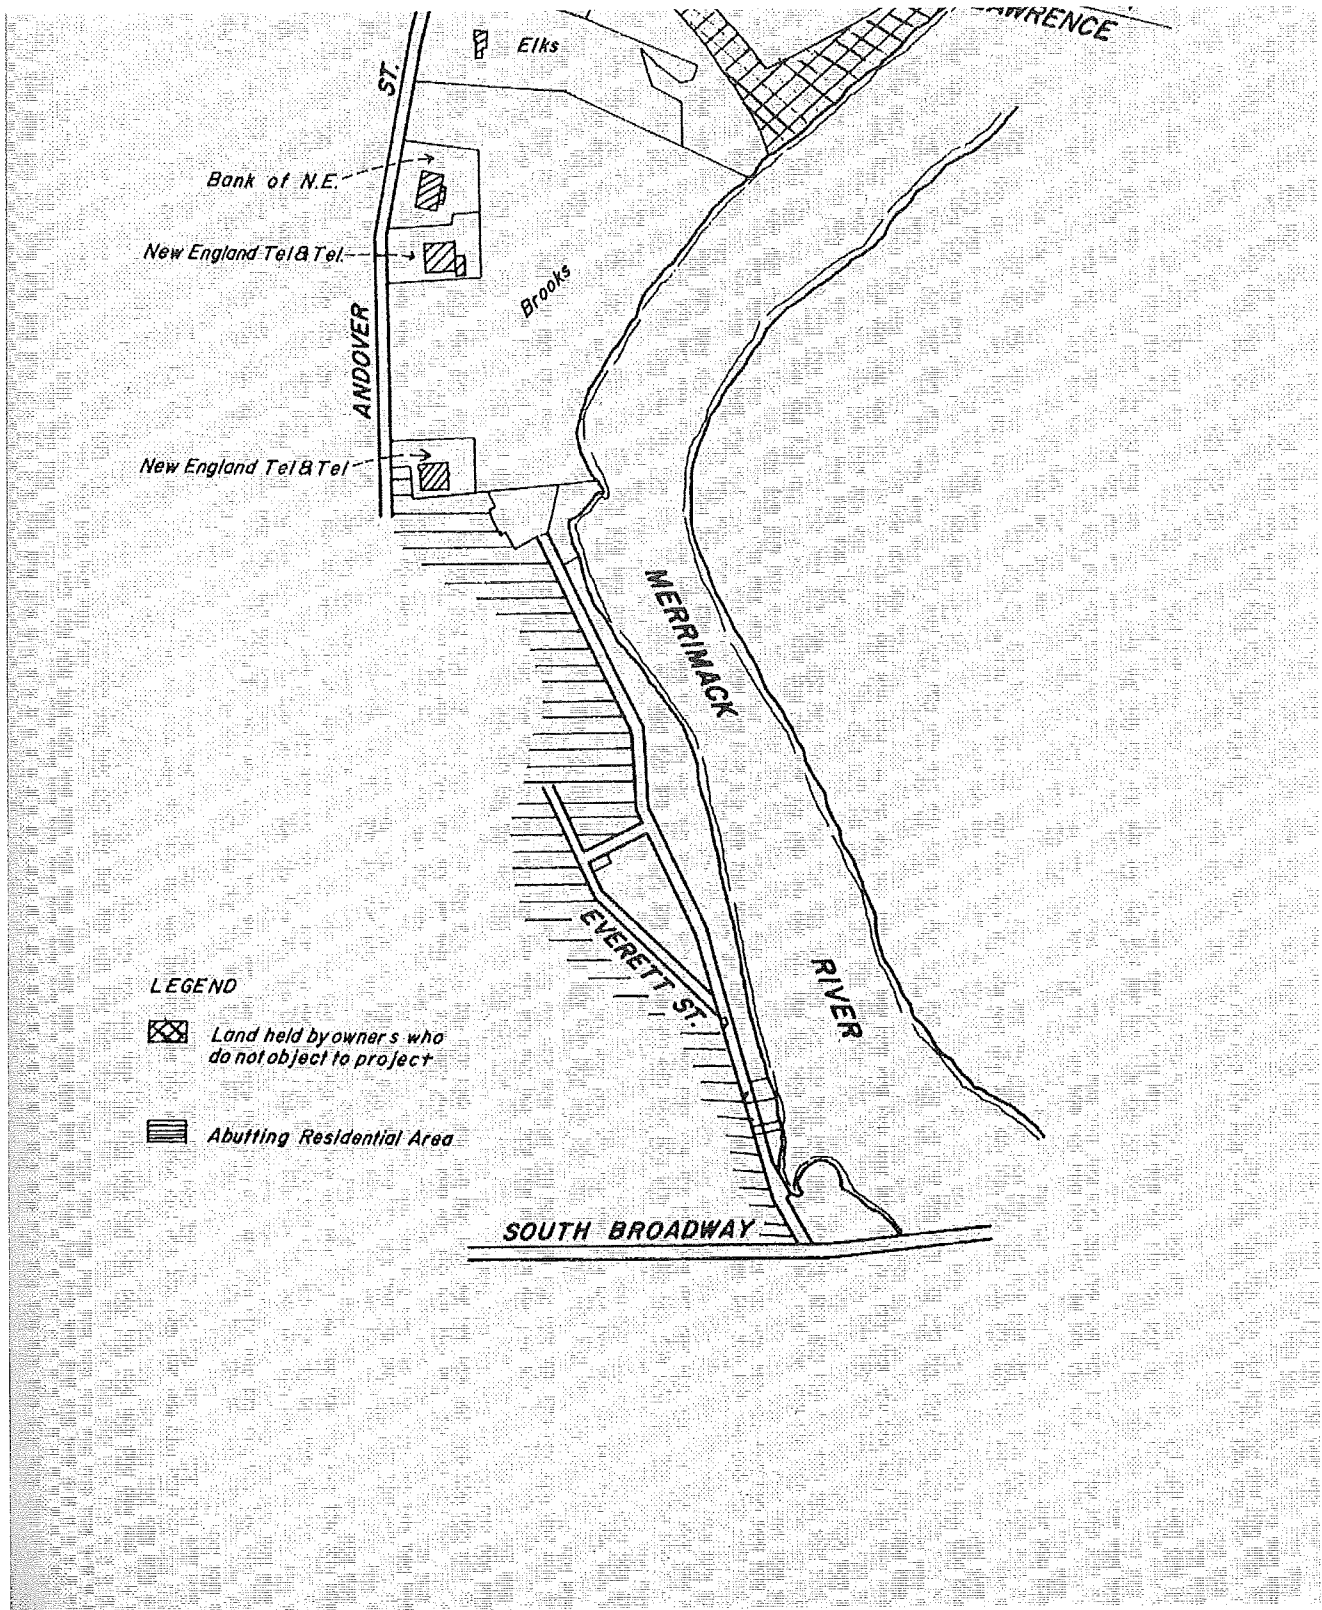 LAWRENCE
Elks
ST.
Bank of N.E.
New England Tel & Tel.
Brooks
ANDOVER
New England Tel & Tel
MERRIMACK
EVERETT ST.
RIVER
LEGEND
Land held by owners who
do not object to project
Abutting Residential Area
SOUTH BROADWAY